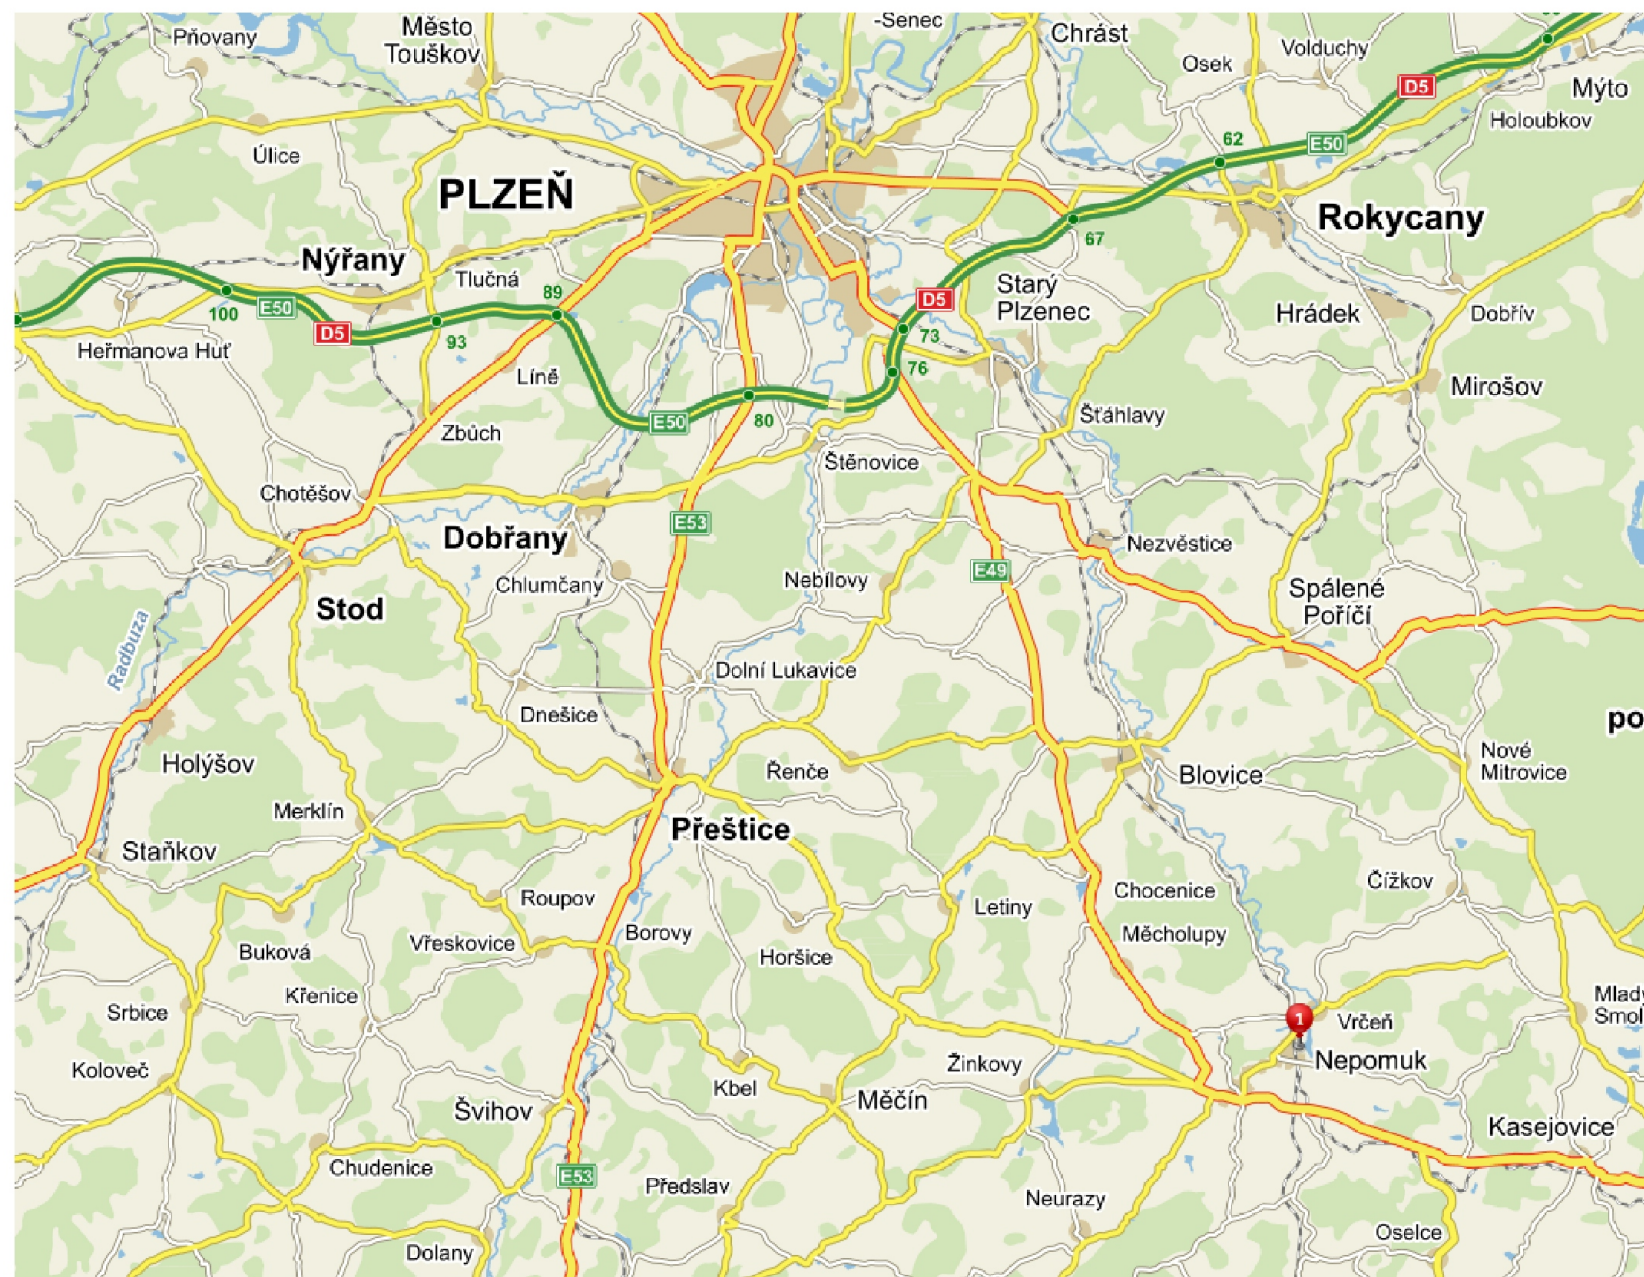 Pňovany
Město
Touškov
-Senec
Chrást
Osek
Volduchy
D5
Mýto
Holoubkov
62
E50
Úlice
PLZEŇ
Rokycany
67
Nýřany
Tlučná
89
Starý
Plzenec
D5
100
E50
D5
93
73
Hrádek
Dobřív
Heřmanova Huť
Líně
76
Mirošov
E50
80
Šťáhlavy
Zbůch
Štěnovice
Chotěšov
E53
Dobřany
Nezvěstice
E49
Chlumčany
Nebílovy
Spálené
Poříčí
Stod
Radbuza
Dolní Lukavice
Dnešice
po
Holýšov
Řenče
Blovice
Nové
Mitrovice
Merklín
Přeštice
Staňkov
Čížkov
Roupov
Chocenice
Letiny
Borovy
Měcholupy
Vřeskovice
Buková
Horšice
Křenice
Srbice
Mlady
Smol
1
Vrčeň
Nepomuk
Koloveč
Žinkovy
Kbel
Měčín
Švihov
Kasejovice
Chudenice
E53
Předslav
Neurazy
Oselce
Dolany